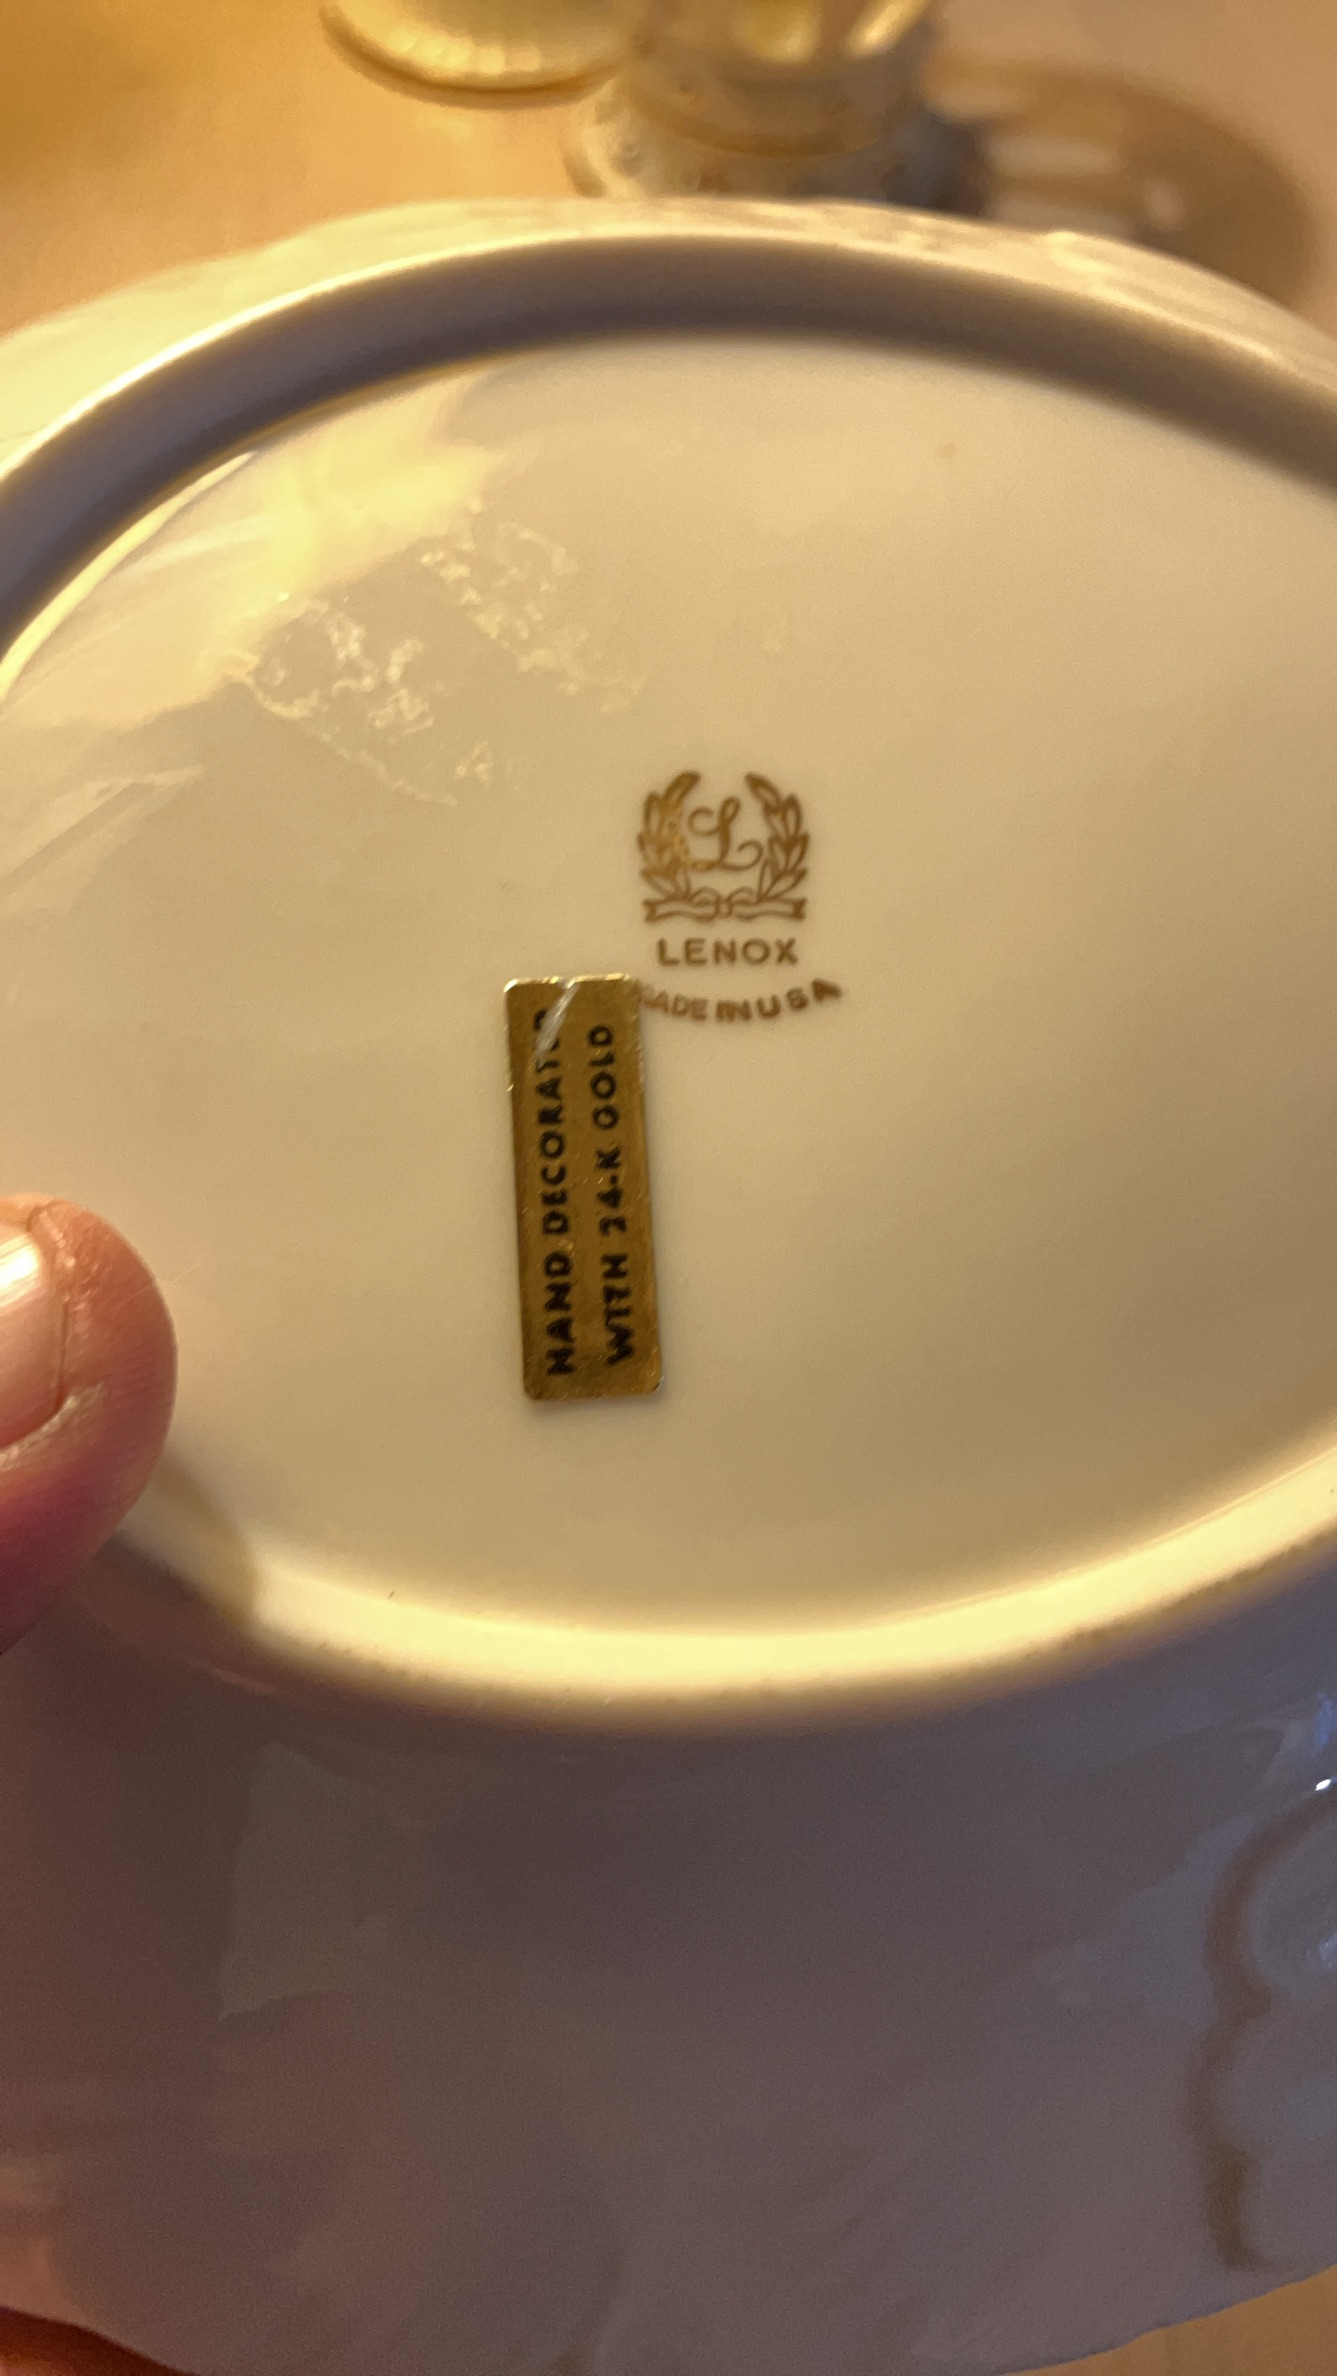 L
LENOX
MADE IN USA
HAND DECORATED
WITH 24-K GOLD